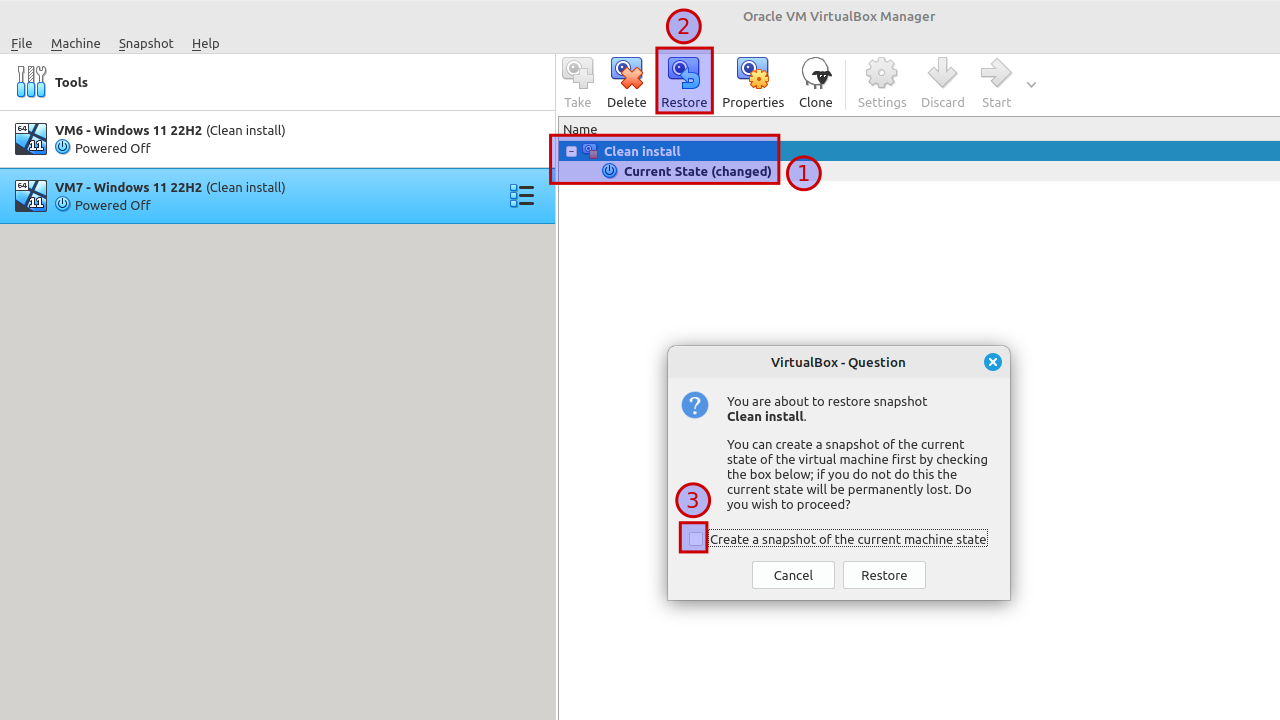 Oracle VM VirtualBox Manager
File Machine Snapshot Help
2
Tools
Take Delete Restore Properties Clone Settings Discard Start
Name
64
11
VM6 - Windows 11 22H2 (Clean install)
Powered Off
Clean install
Current State (changed)
1
64
11
VM7 - Windows 11 22H2 (Clean install)
Powered Off
VirtualBox - Question
?
You are about to restore snapshot
Clean install.
You can create a snapshot of the current
state of the virtual machine first by checking
the box below; if you do not do this the
current state will be permanently lost. Do
you wish to proceed?
3
Create a snapshot of the current machine state
Cancel Restore